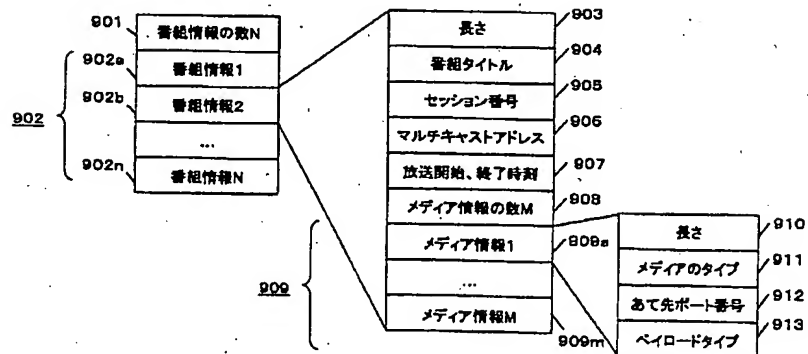 901
番組情報の数N
902a
番組情報1
902b
番組情報2
902
...
902n
番組情報N
長さ
903
番組タイトル
904
セッション番号
905
マルチキャストアドレス
906
放送開始、終了時刻
907
メディア情報の数M
908
メディア情報1
909a
909
...
メディア情報M
909m
長さ
910
メディアのタイプ
911
あて先ポート番号
912
ペイロードタイプ
913